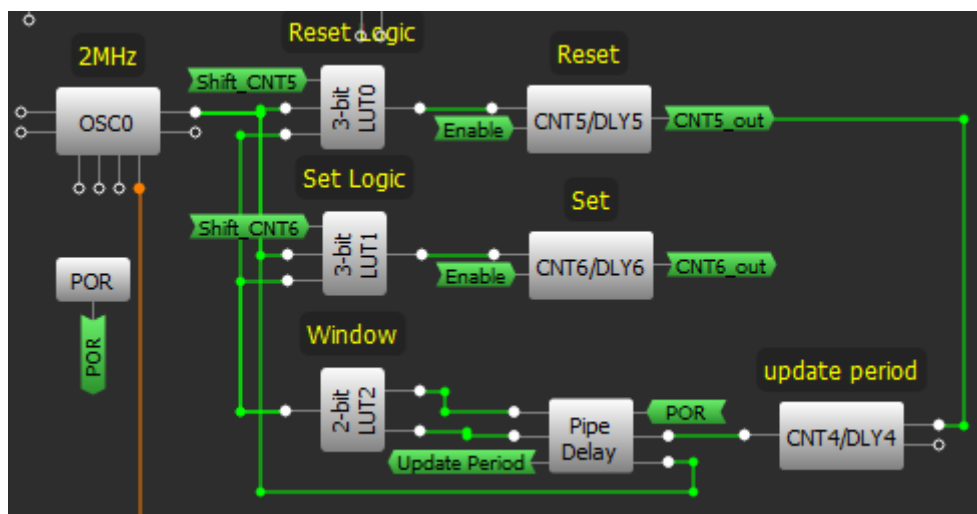 Reset Logic
2MHz
Reset
Shift_CNT5
OSC0
3-bit
LUT0
Enable
CNT5/DLY5
CNT5_out
Set Logic
Set
Shift_CNT6
3-bit
LUT1
Enable
CNT6/DLY6
CNT6_out
POR
POR
Window
update period
2-bit
LUT2
Pipe
Delay
POR
CNT4/DLY4
Update Period